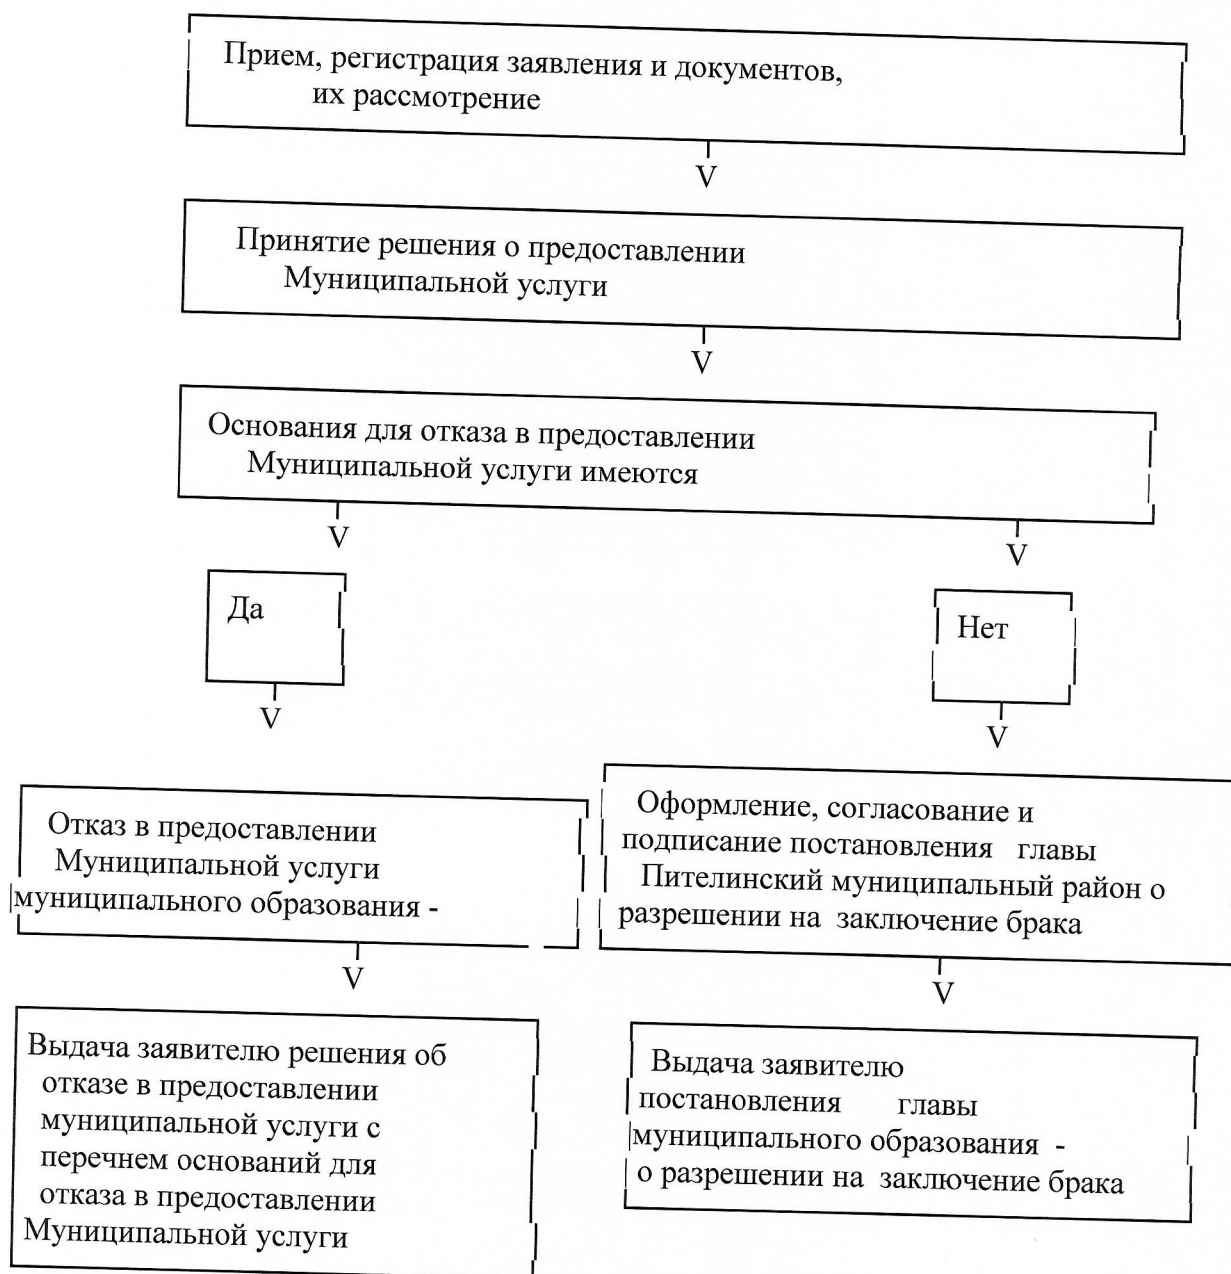 Прием, регистрация заявления и документов,
их рассмотрение
V
Принятие решения о предоставлении
Муниципальной услуги
V
Основания для отказа в предоставлении
Муниципальной услуги имеются
V
V
Да
Нет
V
V
Отказ в предоставлении
Муниципальной услуги
муниципального образования -
Оформление, согласование и
подписание постановления главы
Пителинский муниципальный район о
разрешении на заключение брака
V
V
Выдача заявителю решения об
отказе в предоставлении
муниципальной услуги с
перечнем оснований для
отказа в предоставлении
Муниципальной услуги
Выдача заявителю
постановления главы
муниципального образования -
о разрешении на заключение брака